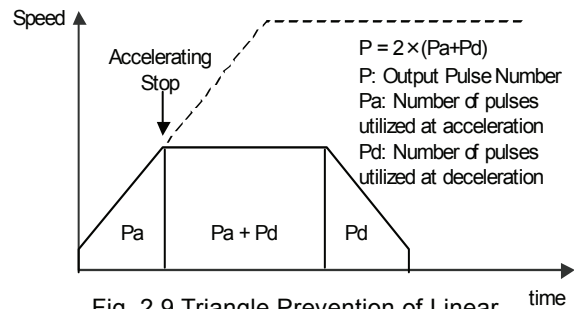 Speed
Accelerating
Stop
P = 2×(Pa+Pd)
P: Output Pulse Number
Pa: Number of pulses
utilized at acceleration
Pd: Number of pulses
utilized at deceleration
Pa
Pa + Pd
Pd
time
Fig. 2.9 Triangle Prevention of Linear